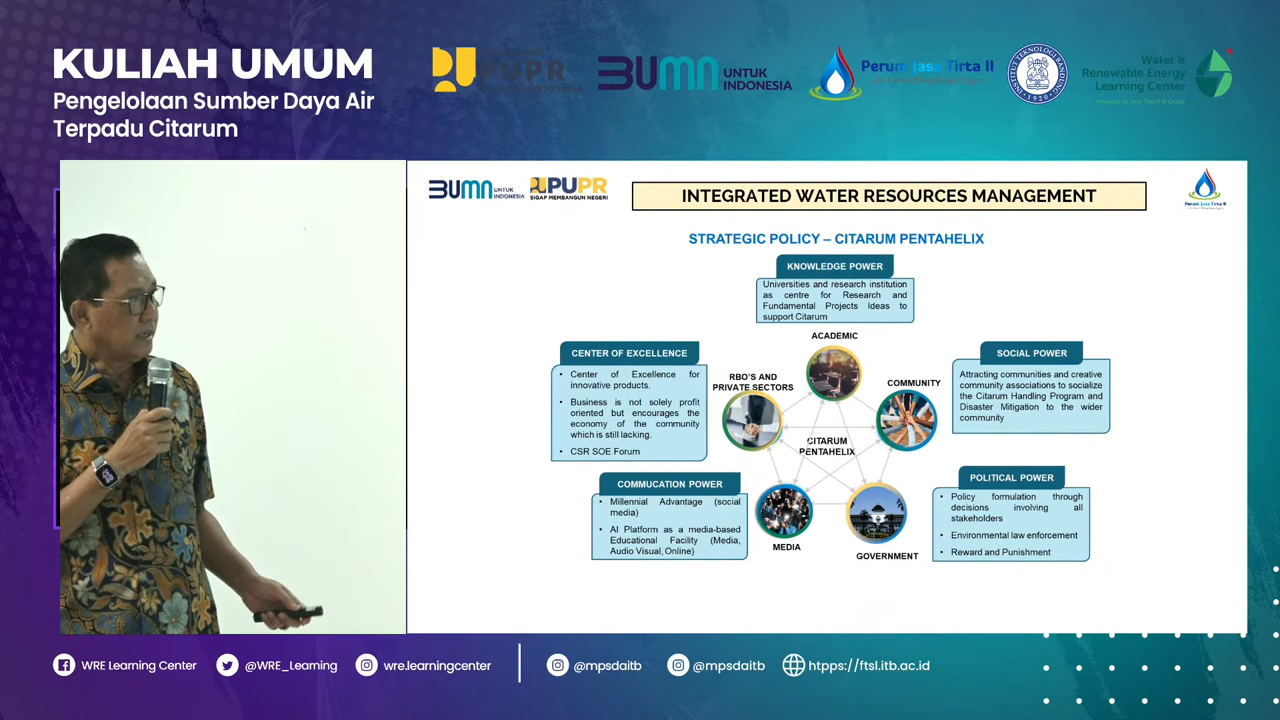 KULIAH UMUM
Pengelolaan Sumber Daya Air
Terpadu Citarum
PUPR
BUMN
UNTUK
INDONESIA
Perum Jasa Tirta II
INSTITUT TEKNOLOGI BANDUNG
1920
Water &
Renewable Energy
Learning Center
BUMN UNTUK
INDONESIA
PUPR
SIGAP MEMBANGUN NEGERI
INTEGRATED WATER RESOURCES MANAGEMENT
Perum Jasa Tirta II
STRATEGIC POLICY – CITARUM PENTAHELIX
KNOWLEDGE POWER
Universities and research institution
as centre for Research and
Fundamental Projects Ideas to
support Citarum
ACADEMIC
CENTER OF EXCELLENCE
• Center of Excellence for
innovative products.
• Business is not solely profit
oriented but encourages the
economy of the community
which is still lacking.
• CSR SOE Forum
RBO'S AND
PRIVATE SECTORS
COMMUNITY
SOCIAL POWER
Attracting communities and creative
community associations to socialize
the Citarum Handling Program and
Disaster Mitigation to the wider
community
CITARUM
PENTAHELIX
COMMUCATION POWER
• Millennial Advantage (social
media)
• AI Platform as a media-based
Educational Facility (Media,
Audio Visual, Online)
MEDIA
GOVERNMENT
POLITICAL POWER
• Policy formulation through
decisions involving all
stakeholders
• Environmental law enforcement
• Reward and Punishment
WRE Learning Center
@WRE_Learning
wre.learningcenter
@mpsdaitb
@mpsdaitb
htpps://ftsl.itb.ac.id